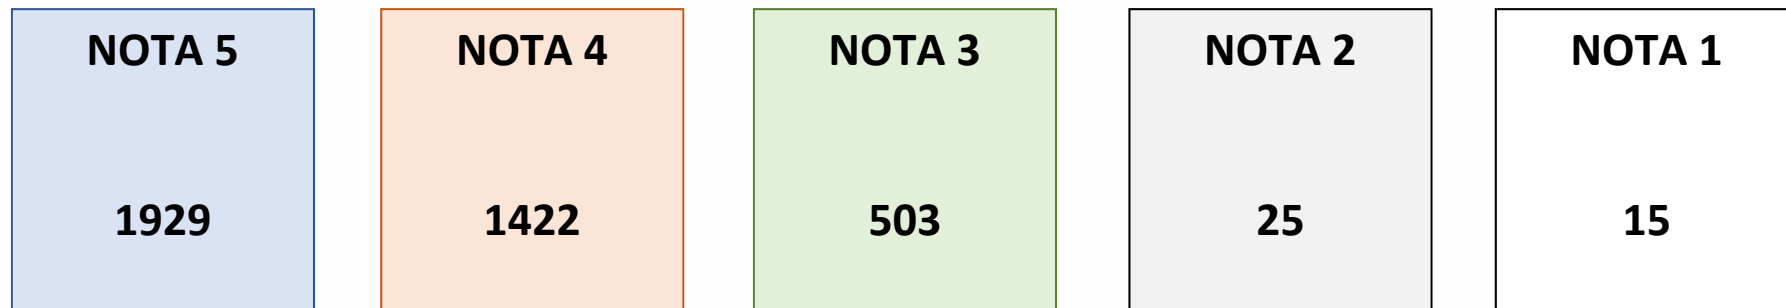 NOTA 5 NOTA 4 NOTA 3 NOTA 2 NOTA 1
1929 1422 503 25 15